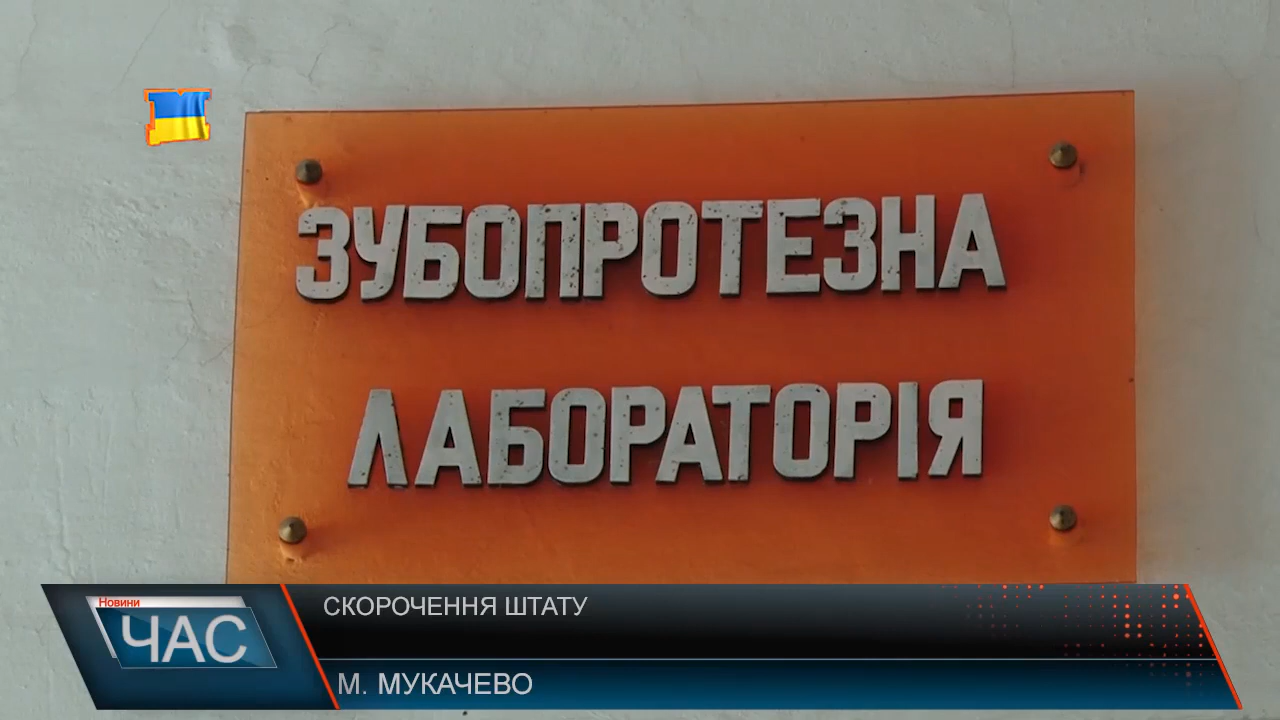 ЗУБОПРОТЕЗНА
ЛАБОРАТОРІЯ
Новини
ЧАС
СКОРОЧЕННЯ ШТАТУ
М. МУКАЧЕВО